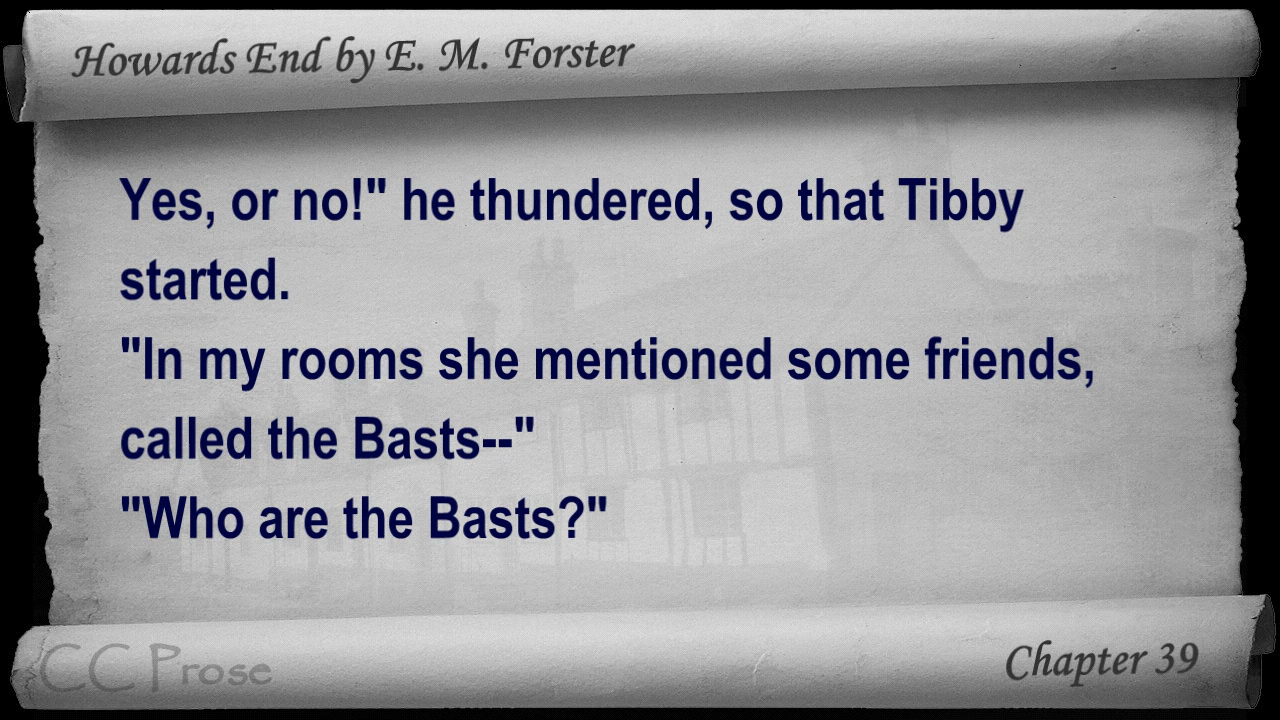 Howards End by E. M. Forster
Yes, or no!" he thundered, so that Tibby
started.
"In my rooms she mentioned some friends,
called the Basts--"
"Who are the Basts?"
CC Prose
Chapter 39